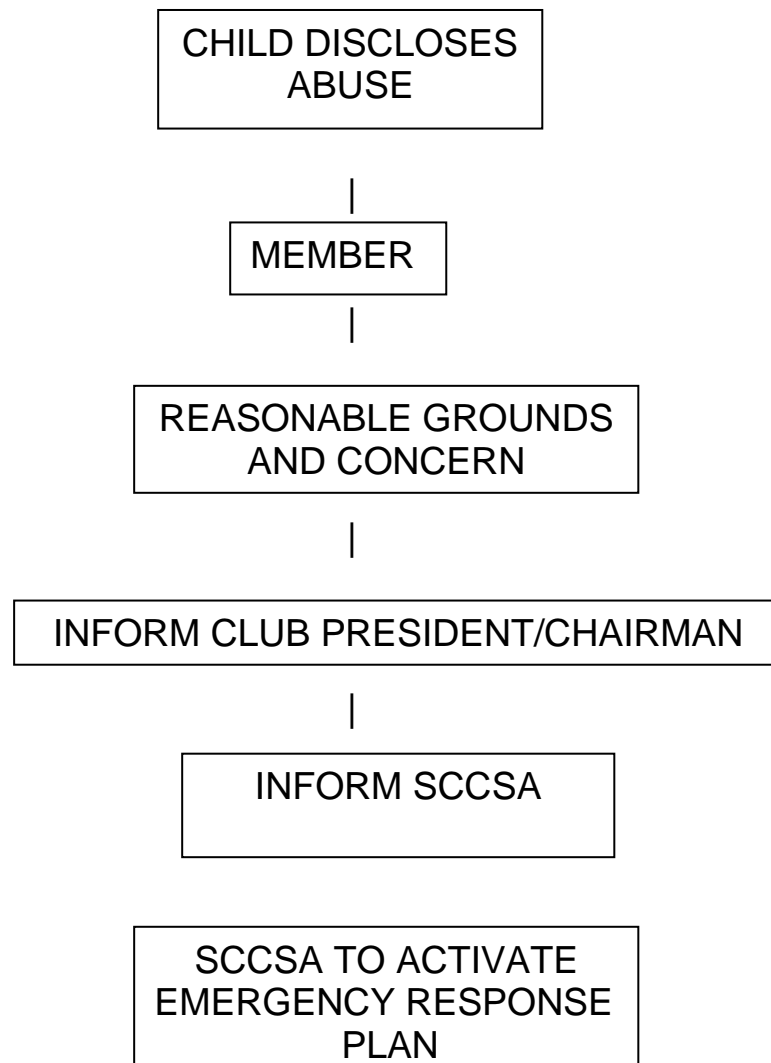 CHILD DISCLOSES
ABUSE
|
MEMBER
|
REASONABLE GROUNDS
AND CONCERN
|
INFORM CLUB PRESIDENT/CHAIRMAN
|
INFORM SCCSA
SCCSA TO ACTIVATE
EMERGENCY RESPONSE
PLAN